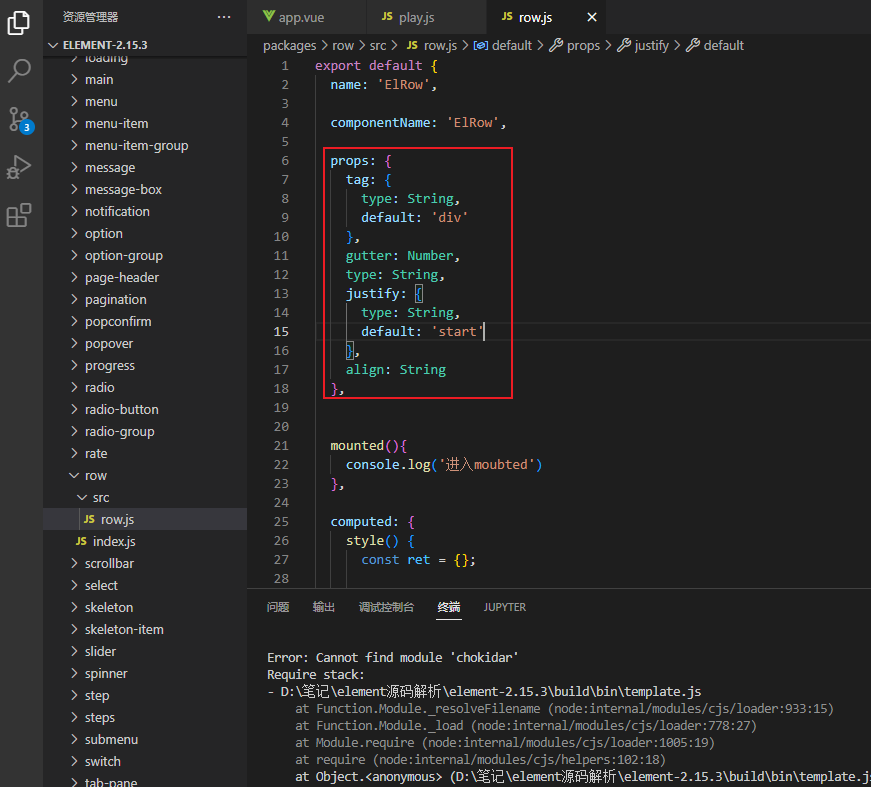 资源管理器
ELEMENT-2.15.3
loading
main
menu
menu-item
menu-item-group
message
message-box
notification
option
option-group
page-header
pagination
popconfirm
popover
progress
radio
radio-button
radio-group
rate
row
src
JS row.js
JS index.js
scrollbar
select
skeleton
skeleton-item
slider
spinner
step
steps
submenu
switch
tab-pane
3
app.vue
JS play.js
JS row.js
packages > row > src > JS row.js > default > props > justify > default
1 export default {
2 name: 'ElRow',
3
4 componentName: 'ElRow',
5
6 props: {
7 tag: {
8 type: String,
9 default: 'div'
10 },
11 gutter: Number,
12 type: String,
13 justify: {
14 type: String,
15 default: 'start'
16 },
17 align: String
18 },
19
20
21 mounted(){
22 console.log('进入moubted')
23 },
24
25 computed: {
26 style() {
27 const ret = {};
28
问题 输出 调试控制台 终端 JUPYTER
Error: Cannot find module 'chokidar'
Require stack:
- D:\笔记\element源码解析\element-2.15.3\build\bin\template.js
at Function.Module._resolveFilename (node:internal/modules/cjs/loader:933:15)
at Function.Module._load (node:internal/modules/cjs/loader:778:27)
at Module.require (node:internal/modules/cjs/loader:1005:19)
at require (node:internal/modules/cjs/helpers:102:18)
at Object.<anonymous> (D:\笔记\element源码解析\element-2.15.3\build\bin\template.js